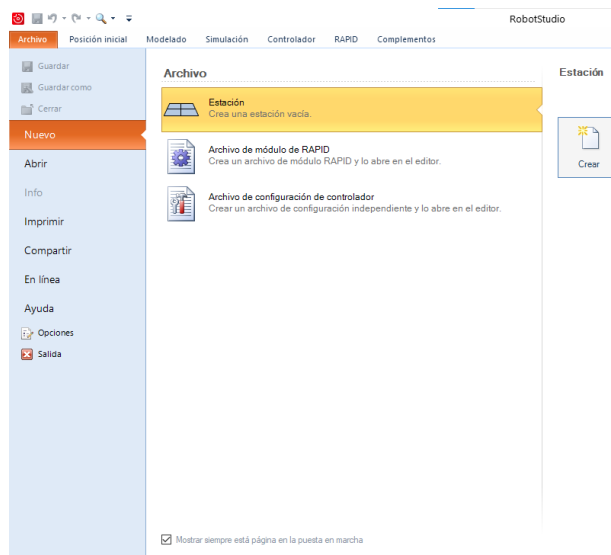 RobotStudio
Archivo Posición inicial Modelado Simulación Controlador RAPID Complementos
Guardar
Guardar como
Cerrar
Nuevo
Abrir
Info
Imprimir
Compartir
En línea
Ayuda
Opciones
Salida
Archivo
Estación
Crea una estación vacía.
Archivo de módulo de RAPID
Crea un archivo de módulo RAPID y lo abre en el editor.
Archivo de configuración de controlador
Crear un archivo de configuración independiente y lo abre en el editor.
Mostrar siempre está página en la puesta en marcha
Estación
Crear